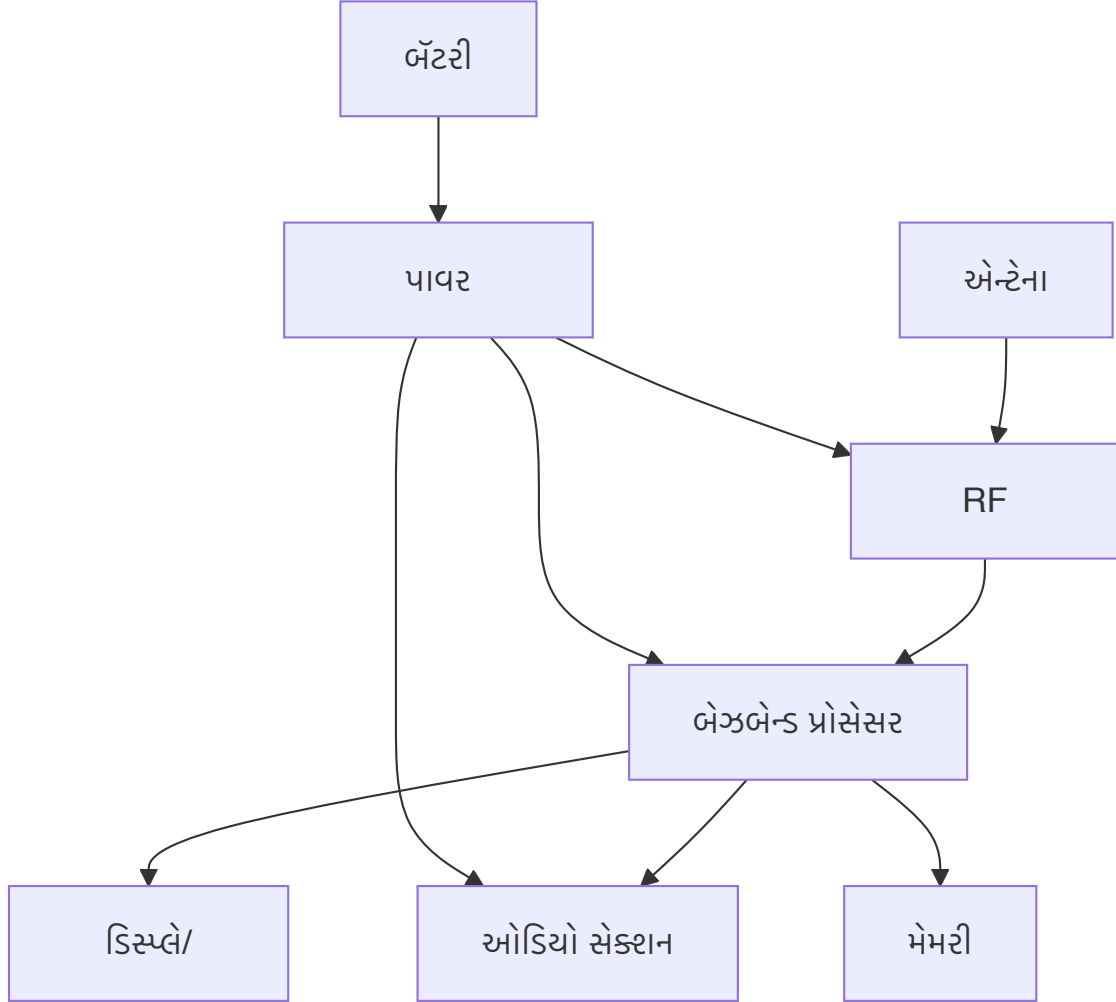 બૅટરી
પાવર
એન્ટેના
RF
બેઝબેન્ડ પ્રોસેસર
ડિસ્પ્લે/
ઓડિયો સેક્શન
મેમરી